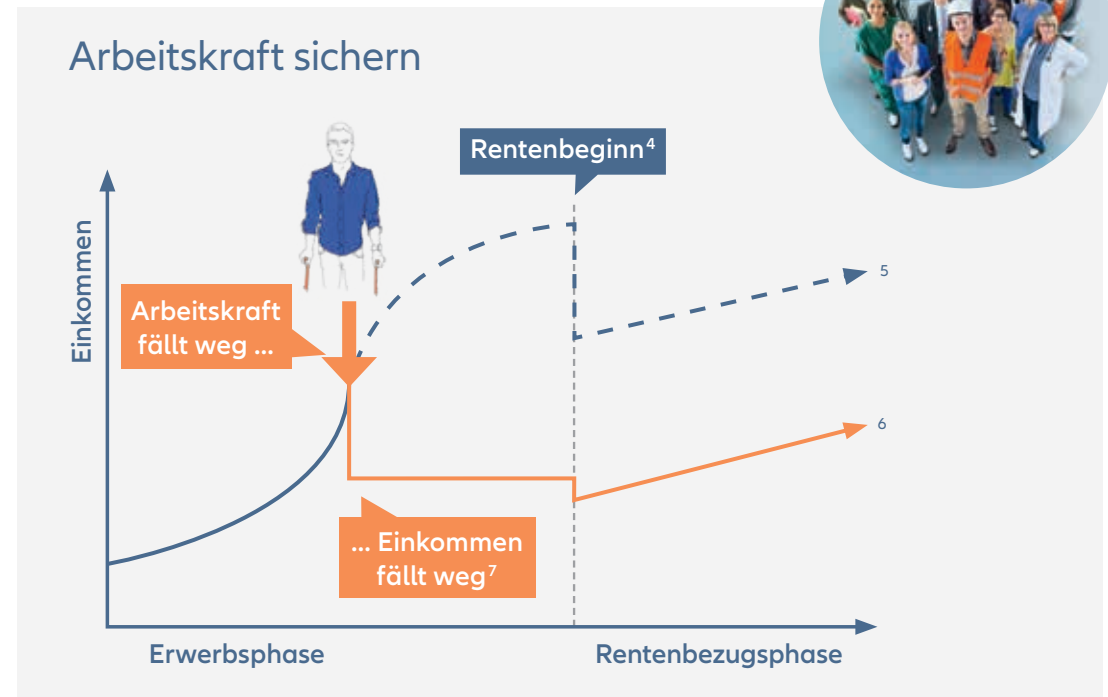 Arbeitskraft sichern
Rentenbeginn⁴
Einkommen
Arbeitskraft
fällt weg ...
5
6
... Einkommen
fällt weg⁷
Erwerbsphase
Rentenbezugsphase